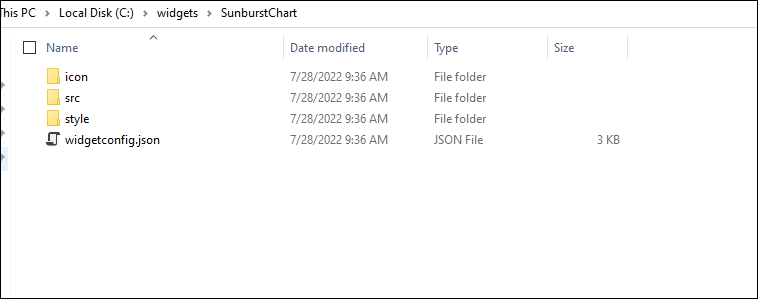 This PC > Local Disk (C:) > widgets > SunburstChart
Name Date modified Type Size
icon 7/28/2022 9:36 AM File folder
src 7/28/2022 9:36 AM File folder
style 7/28/2022 9:36 AM File folder
widgetconfig.json 7/28/2022 9:36 AM JSON File 3 KB